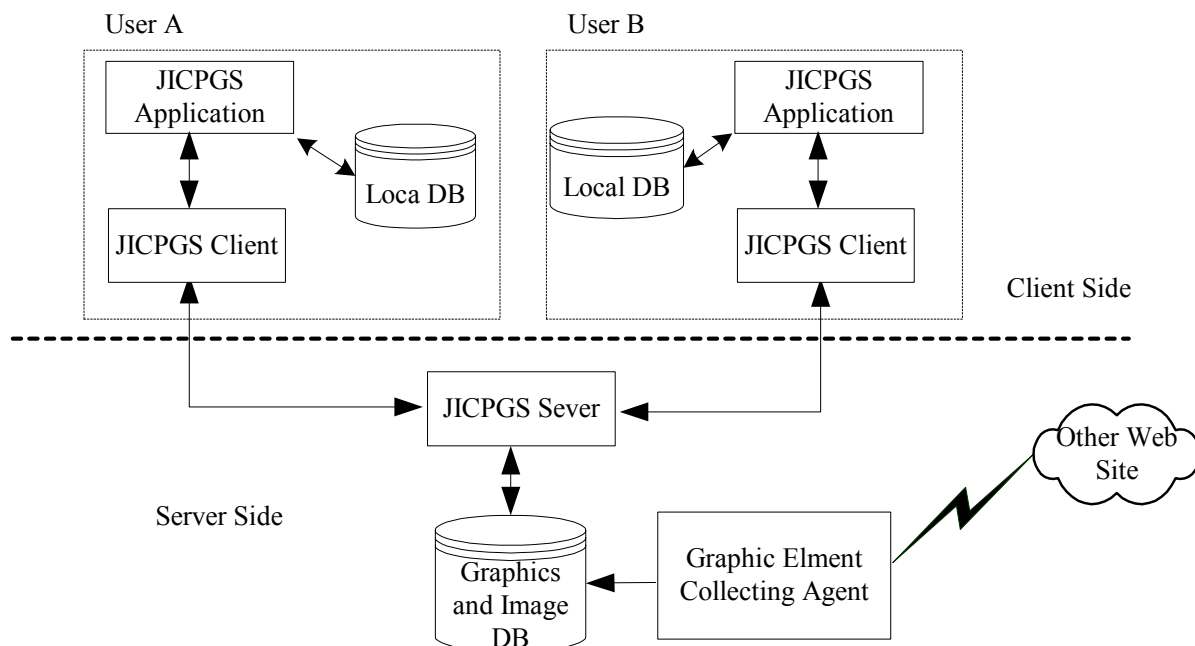 User A
User B
JICPGS
Application
JICPGS
Application
Loca DB
Local DB
JICPGS Client
JICPGS Client
Client Side
JICPGS Sever
Other Web
Site
Server Side
Graphics
and Image
DB
Graphic Elment
Collecting Agent